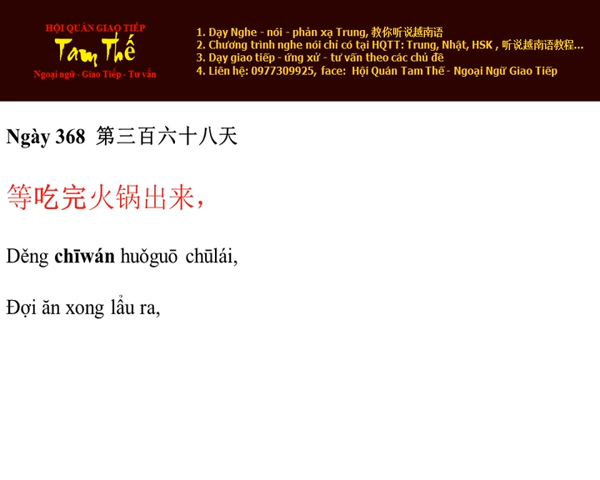 HỘI QUÁN GIAO TIẾP
Tam Thế
Ngoại ngữ - Giao Tiếp - Tư vấn
1. Dạy Nghe - nói - phản xạ Trung, 教你听说越南语
2. Chương trình nghe nói chỉ có tại HQTT: Trung, Nhật, HSK , 听说越南语教程...
3. Dạy giao tiếp - ứng xử - tư vấn theo các chủ đề
4. Liên hệ: 0977309925, face: Hội Quán Tam Thế - Ngoại Ngữ Giao Tiếp
Ngày 368 第三百六十八天
等吃完火锅出来，
Děng chīwán huǒguō chūlái,
Đợi ăn xong lẩu ra,